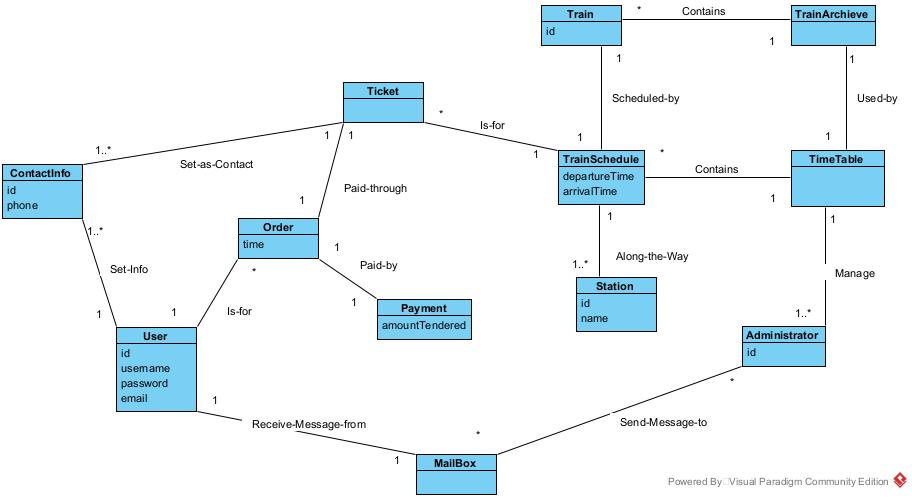 Train
id
*
Contains
1
TrainArchieve
1
Scheduled-by
1
1
Used-by
1
Ticket
*
Is-for
1
1
1
1..*
Set-as-Contact
ContactInfo
id
phone
Paid-through
1
TrainSchedule
departureTime
arrivalTime
*
Contains
1
TimeTable
1..*
Set-Info
1
Order
time
1
Paid-by
1
*
Is-for
1
1
Along-the-Way
1..*
Station
id
name
1
Manage
1..*
Payment
amountTendered
User
id
username
password
email
Administrator
id
1
Receive-Message-from
1
*
Send-Message-to
*
MailBox
Powered By Visual Paradigm Community Edition